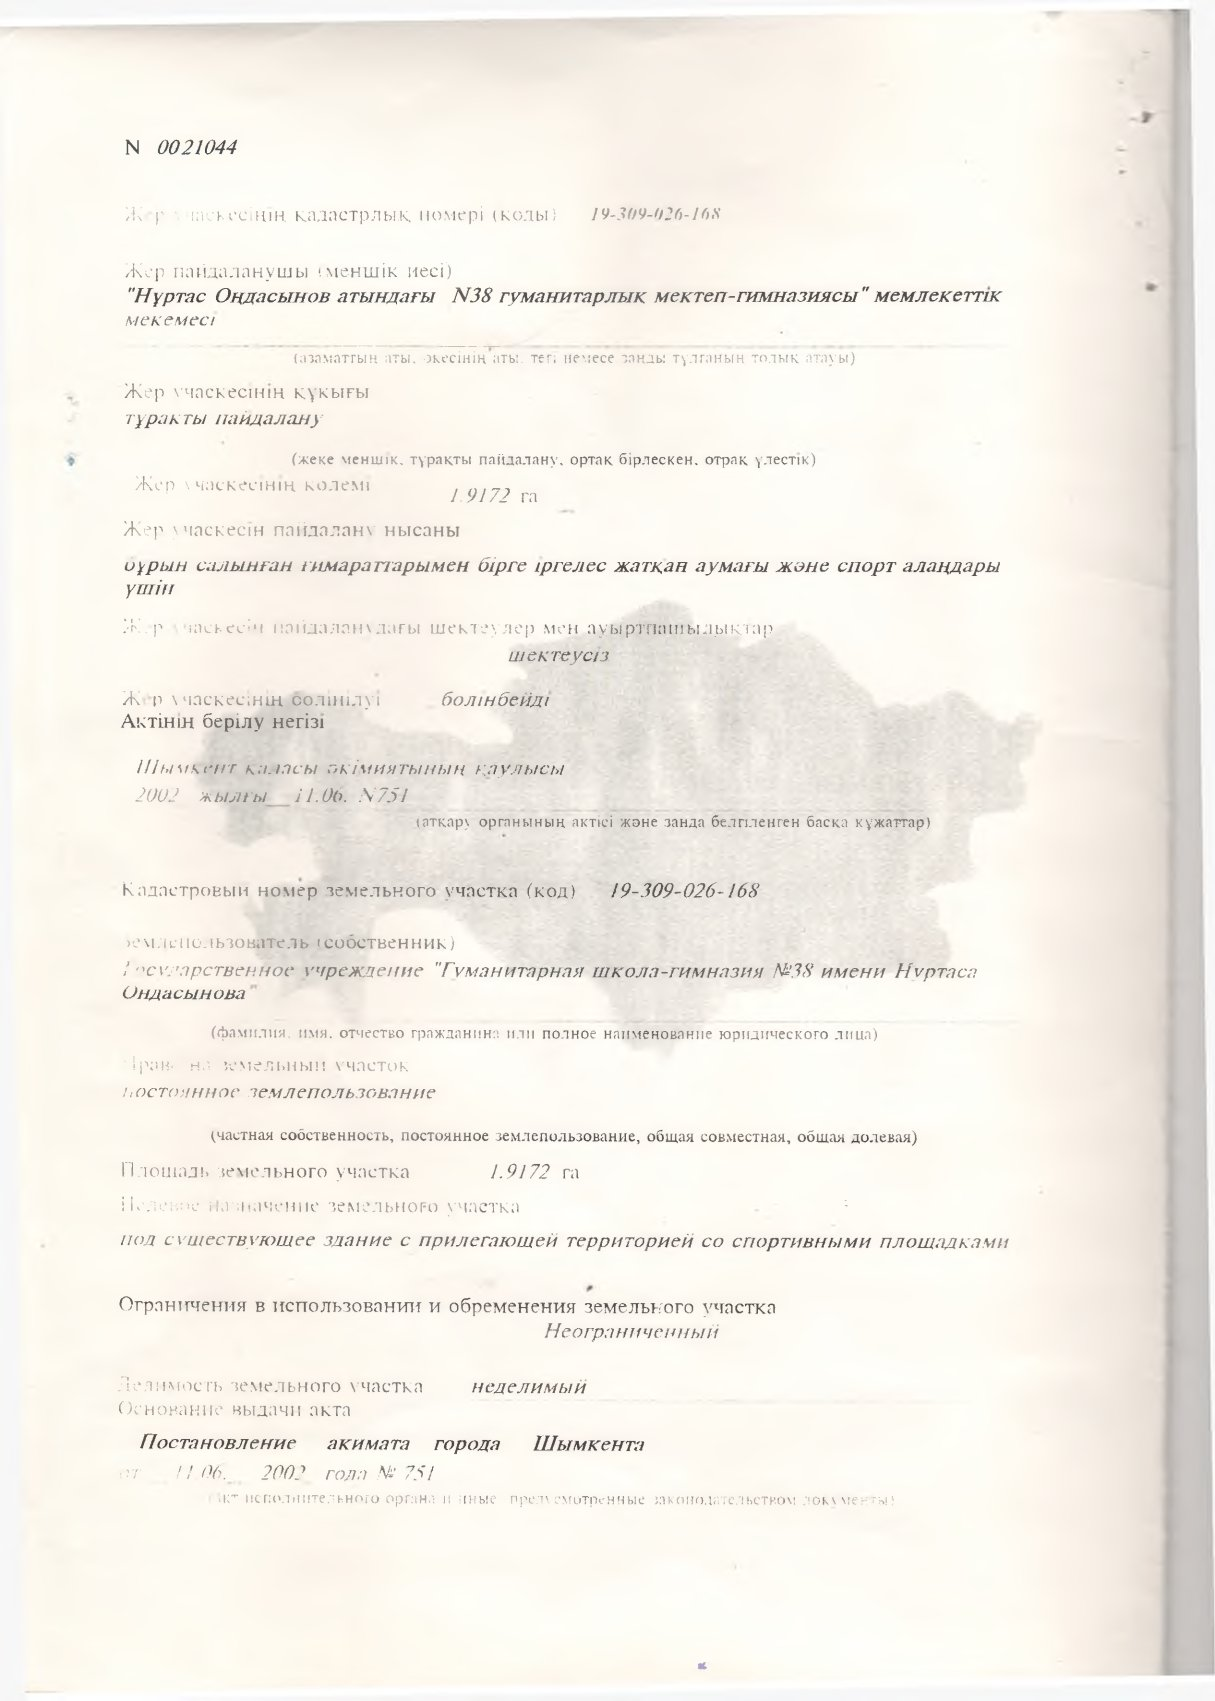 N 0021044
Жер учаскесінің кадастрлық номері (коды) 19-309-026-168
Жер пайдаланушы (меншік иесі)
"Нұртас Оңдасынов атындағы N38 гуманитарлық мектеп-гимназиясы" мемлекеттік
мекемесі
(азаматтың аты, әкесінің аты, тегі немесе заңды тұлғаның толық атауы)
Жер учаскесінің құқығы
тұрақты пайдалану
(жеке меншік, тұрақты пайдалану, ортақ бірлескен, отрақ үлестік)
Жер учаскесінің көлемі 1.9172 га
Жер учаскесін пайдалану нысаны
бұрын салынған ғимараттарымен бірге іргелес жатқан аумағы және спорт алаңдары
үшін
Жер учаскесін пайдаланудағы шектеулер мен ауыртпашылықтар
шектеусіз
Жер учаскесінің бөлінілуі бөлінбейді
Актінің берілу негізі
Шымкент қаласы әкімиятының қаулысы
2002 жылғы 11.06. N751
(атқару органының актісі және заңда белгіленген басқа құжаттар)
Кадастровый номер земельного участка (код) 19-309-026-168
Землепользователь (собственник)
Государственное учреждение "Гуманитарная школа-гимназия №38 имени Нуртаса
Ондасынова"
(фамилия, имя, отчество гражданина или полное наименование юридического лица)
Право на земельный участок
постоянное землепользование
(частная собственность, постоянное землепользование, общая совместная, общая долевая)
Площадь земельного участка 1.9172 га
Целевое назначение земельного участка
под существующее здание с прилегающей территорией со спортивными площадками
Ограничения в использовании и обременения земельного участка
Неограниченный
Делимость земельного участка неделимый
Основание выдачи акта
Постановление акимата города Шымкента
от 11.06. 2002 года № 751
(акт исполнительного органа и иные предусмотренные законодательством документы)